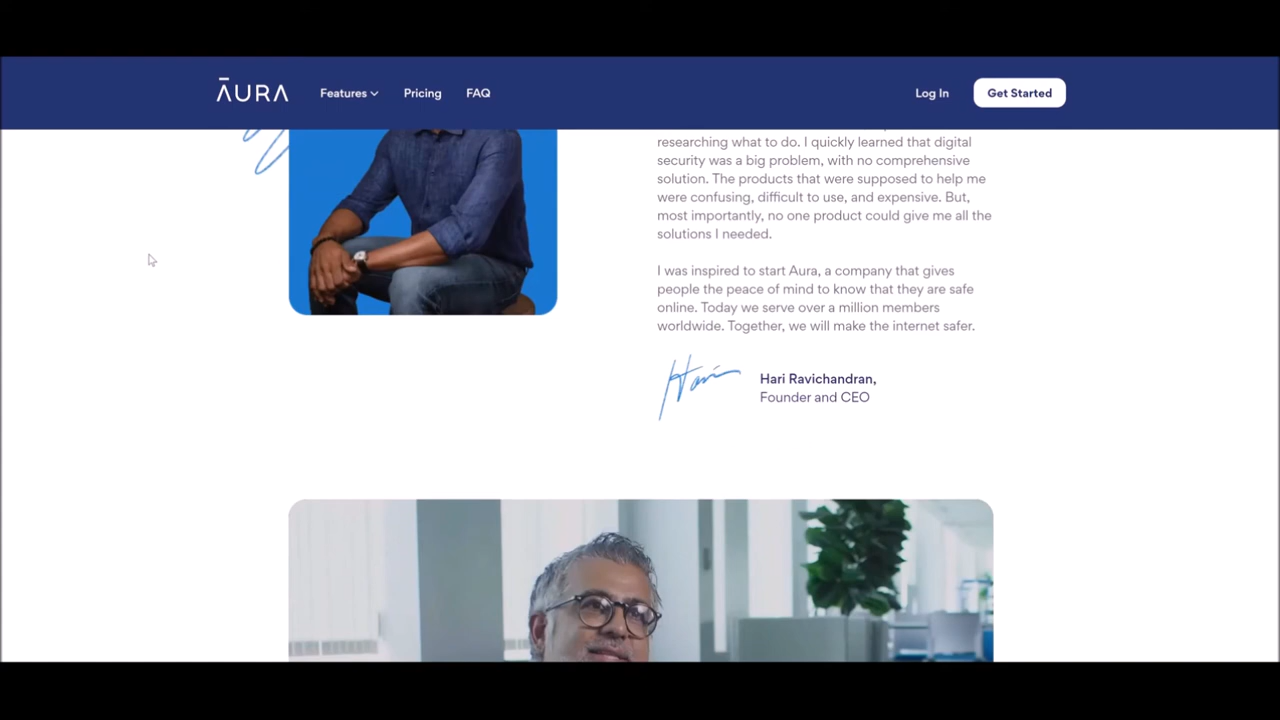 ĀURA Features Pricing FAQ Log In Get Started
researching what to do. I quickly learned that digital
security was a big problem, with no comprehensive
solution. The products that were supposed to help me
were confusing, difficult to use, and expensive. But,
most importantly, no one product could give me all the
solutions I needed.
I was inspired to start Aura, a company that gives
people the peace of mind to know that they are safe
online. Today we serve over a million members
worldwide. Together, we will make the internet safer.
Hari
Hari Ravichandran,
Founder and CEO